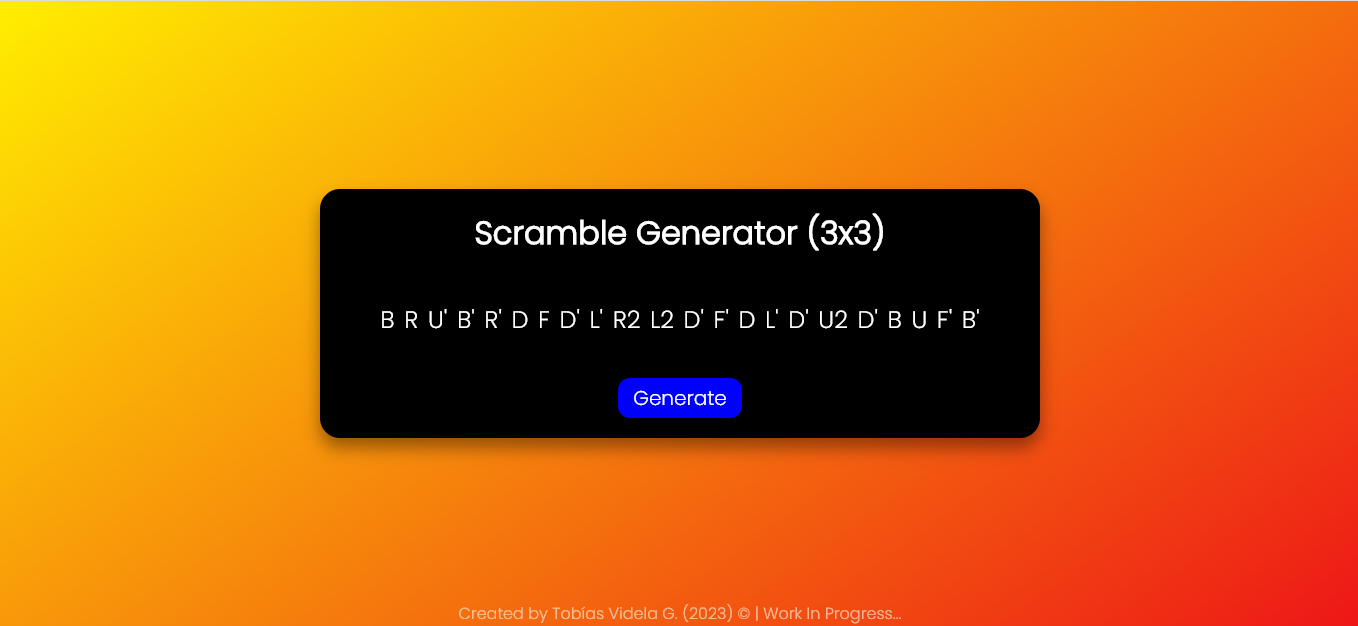 Scramble Generator (3x3)
B R U' B' R' D F D' L' R2 L2 D' F' D L' D' U2 D' B U F' B'
Generate
Created by Tobías Videla G. (2023) © | Work In Progress...